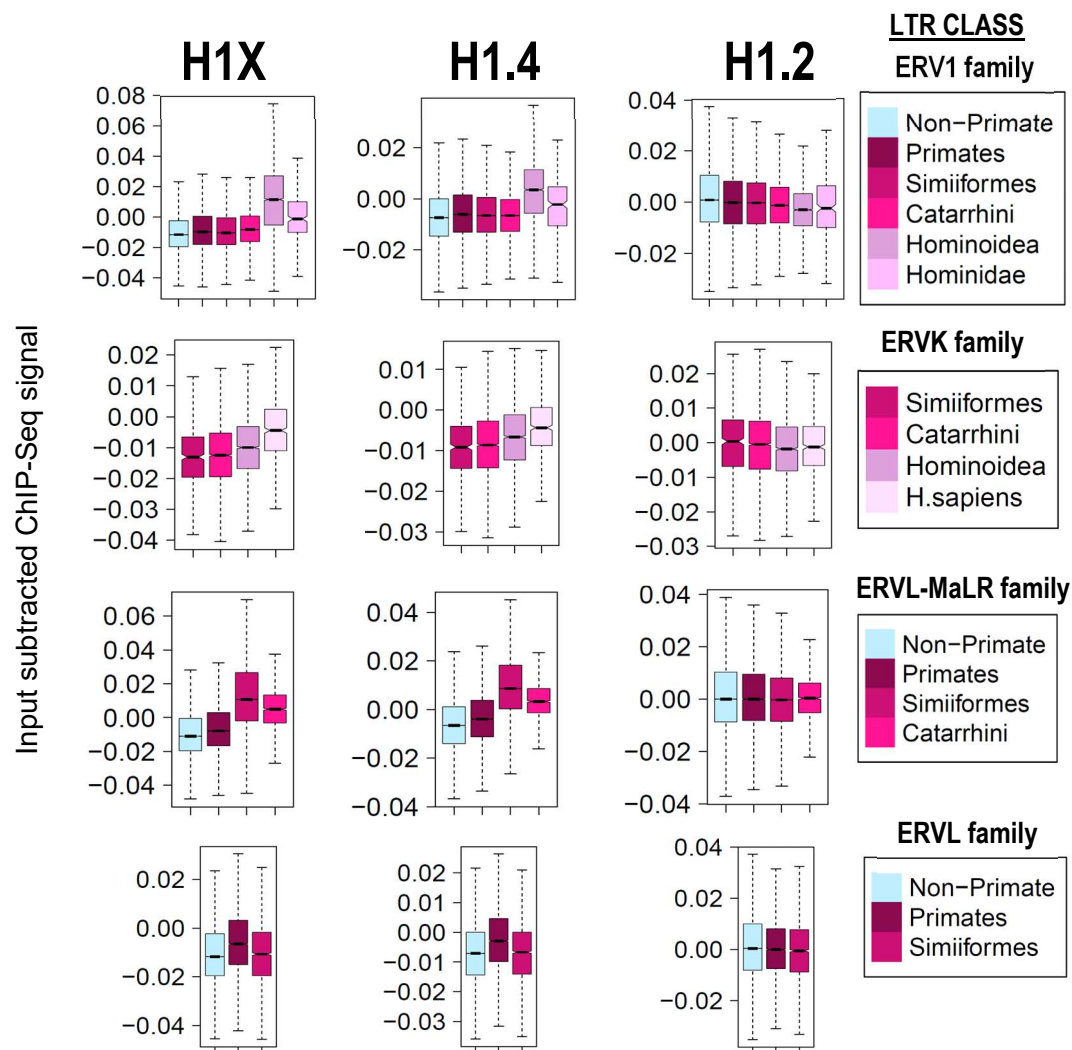 LTR CLASS
H1X H1.4 H1.2
ERV1 family
0.08
0.06
0.04
0.02
0.00
−0.02
−0.04
0.02
0.00
−0.02
0.04
0.02
0.00
−0.02
Non−Primate
Primates
Simiiformes
Catarrhini
Hominoidea
Hominidae
Input subtracted ChIP-Seq signal
ERVK family
0.02
0.01
0.00
−0.01
−0.02
−0.03
−0.04
0.01
0.00
−0.01
−0.02
−0.03
0.02
0.01
0.00
−0.01
−0.02
−0.03
Simiiformes
Catarrhini
Hominoidea
H.sapiens
ERVL-MaLR family
0.06
0.04
0.02
0.00
−0.02
−0.04
0.04
0.02
0.00
−0.02
−0.04
0.04
0.02
0.00
−0.02
−0.04
Non−Primate
Primates
Simiiformes
Catarrhini
ERVL family
0.02
0.00
−0.02
−0.04
0.02
0.01
0.00
−0.01
−0.02
−0.03
0.04
0.02
0.00
−0.02
Non−Primate
Primates
Simiiformes